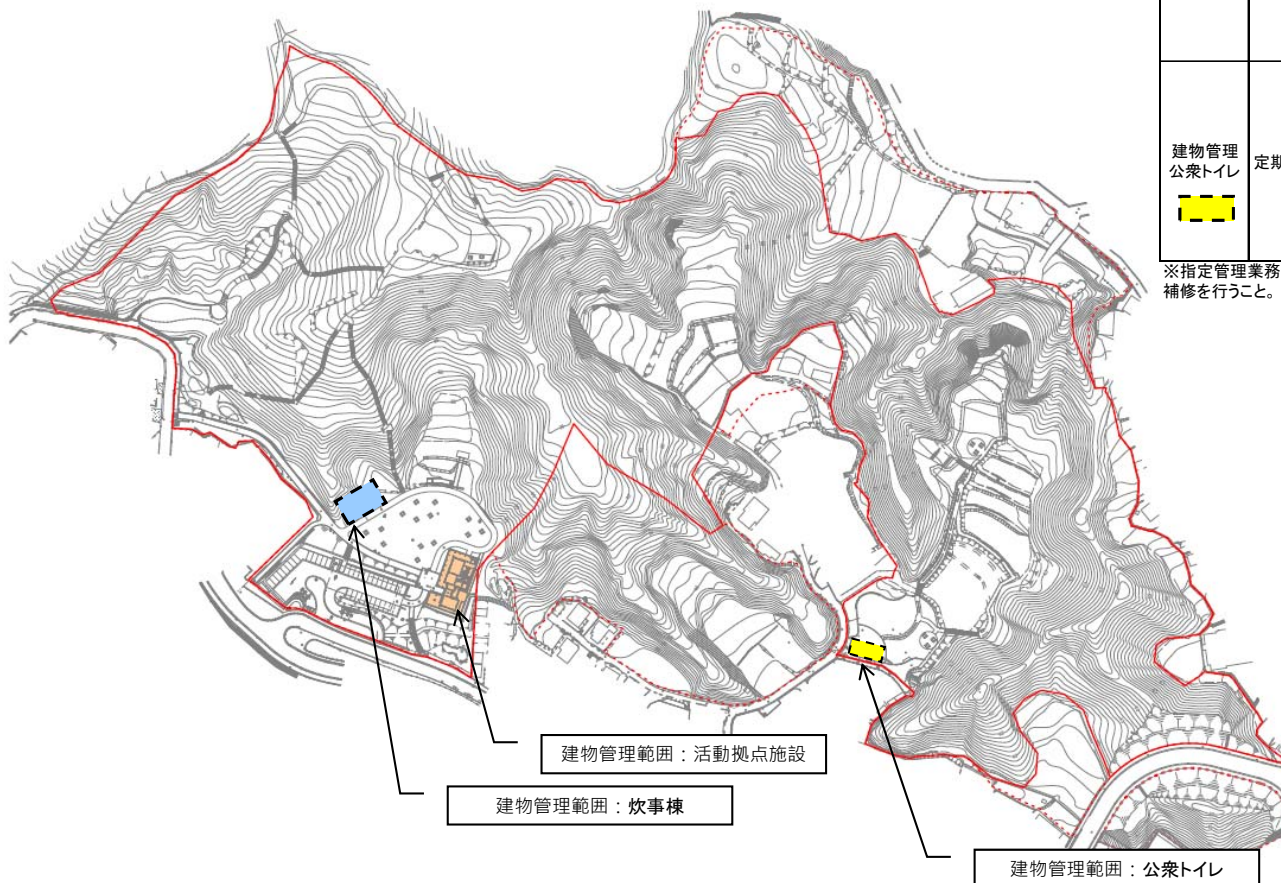 建物管理
公衆トイレ
定期
※指定管理業務
補修を行うこと。
建物管理範囲：活動拠点施設
建物管理範囲：炊事棟
建物管理範囲：公衆トイレ